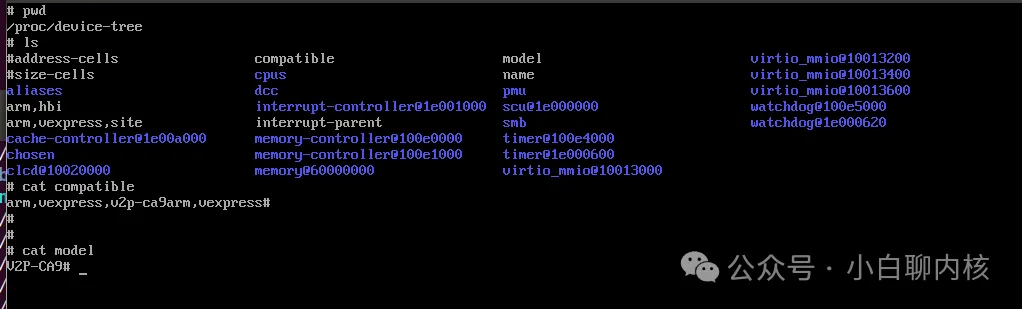 # pwd
/proc/device-tree
# ls
#address-cells compatible model virtio_mmio@10013200
#size-cells cpus name virtio_mmio@10013400
aliases dcc pmu virtio_mmio@10013600
arm,hbi interrupt-controller@1e001000 scu@1e000000 watchdog@100e5000
arm,vexpress,site interrupt-parent smb watchdog@1e000620
cache-controller@1e00a000 memory-controller@100e0000 timer@100e4000
chosen memory-controller@100e1000 timer@1e000600
clcd@10020000 memory@60000000 virtio_mmio@10013000
# cat compatible
arm,vexpress,v2p-ca9arm,vexpress#
#
#
# cat model
V2P-CA9# _
公众号 · 小白聊内核